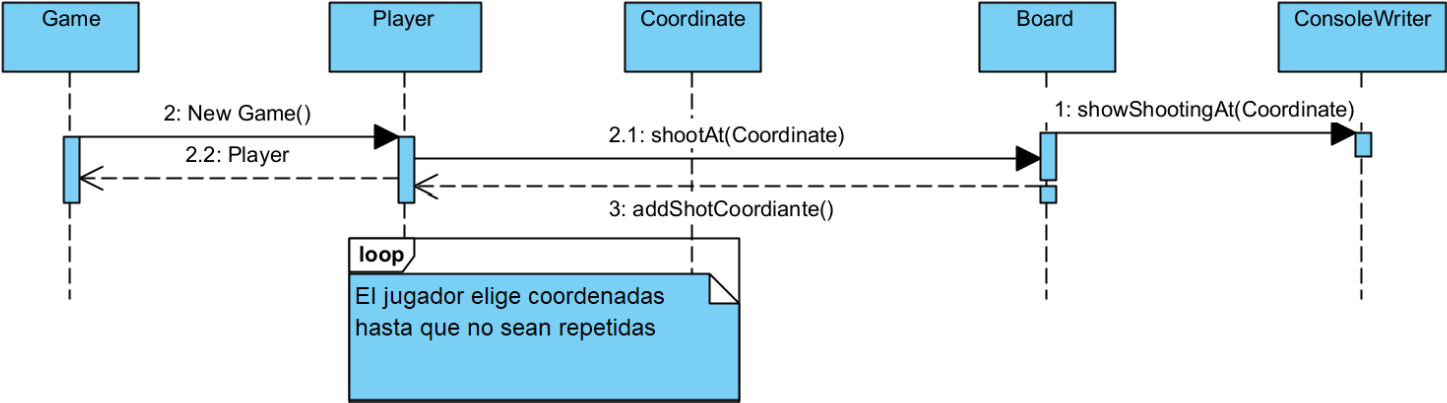 Game
Player
Coordinate
Board
ConsoleWriter
2: New Game()
1: showShootingAt(Coordinate)
2.1: shootAt(Coordinate)
2.2: Player
3: addShotCoordiante()
loop
El jugador elige coordenadas
hasta que no sean repetidas